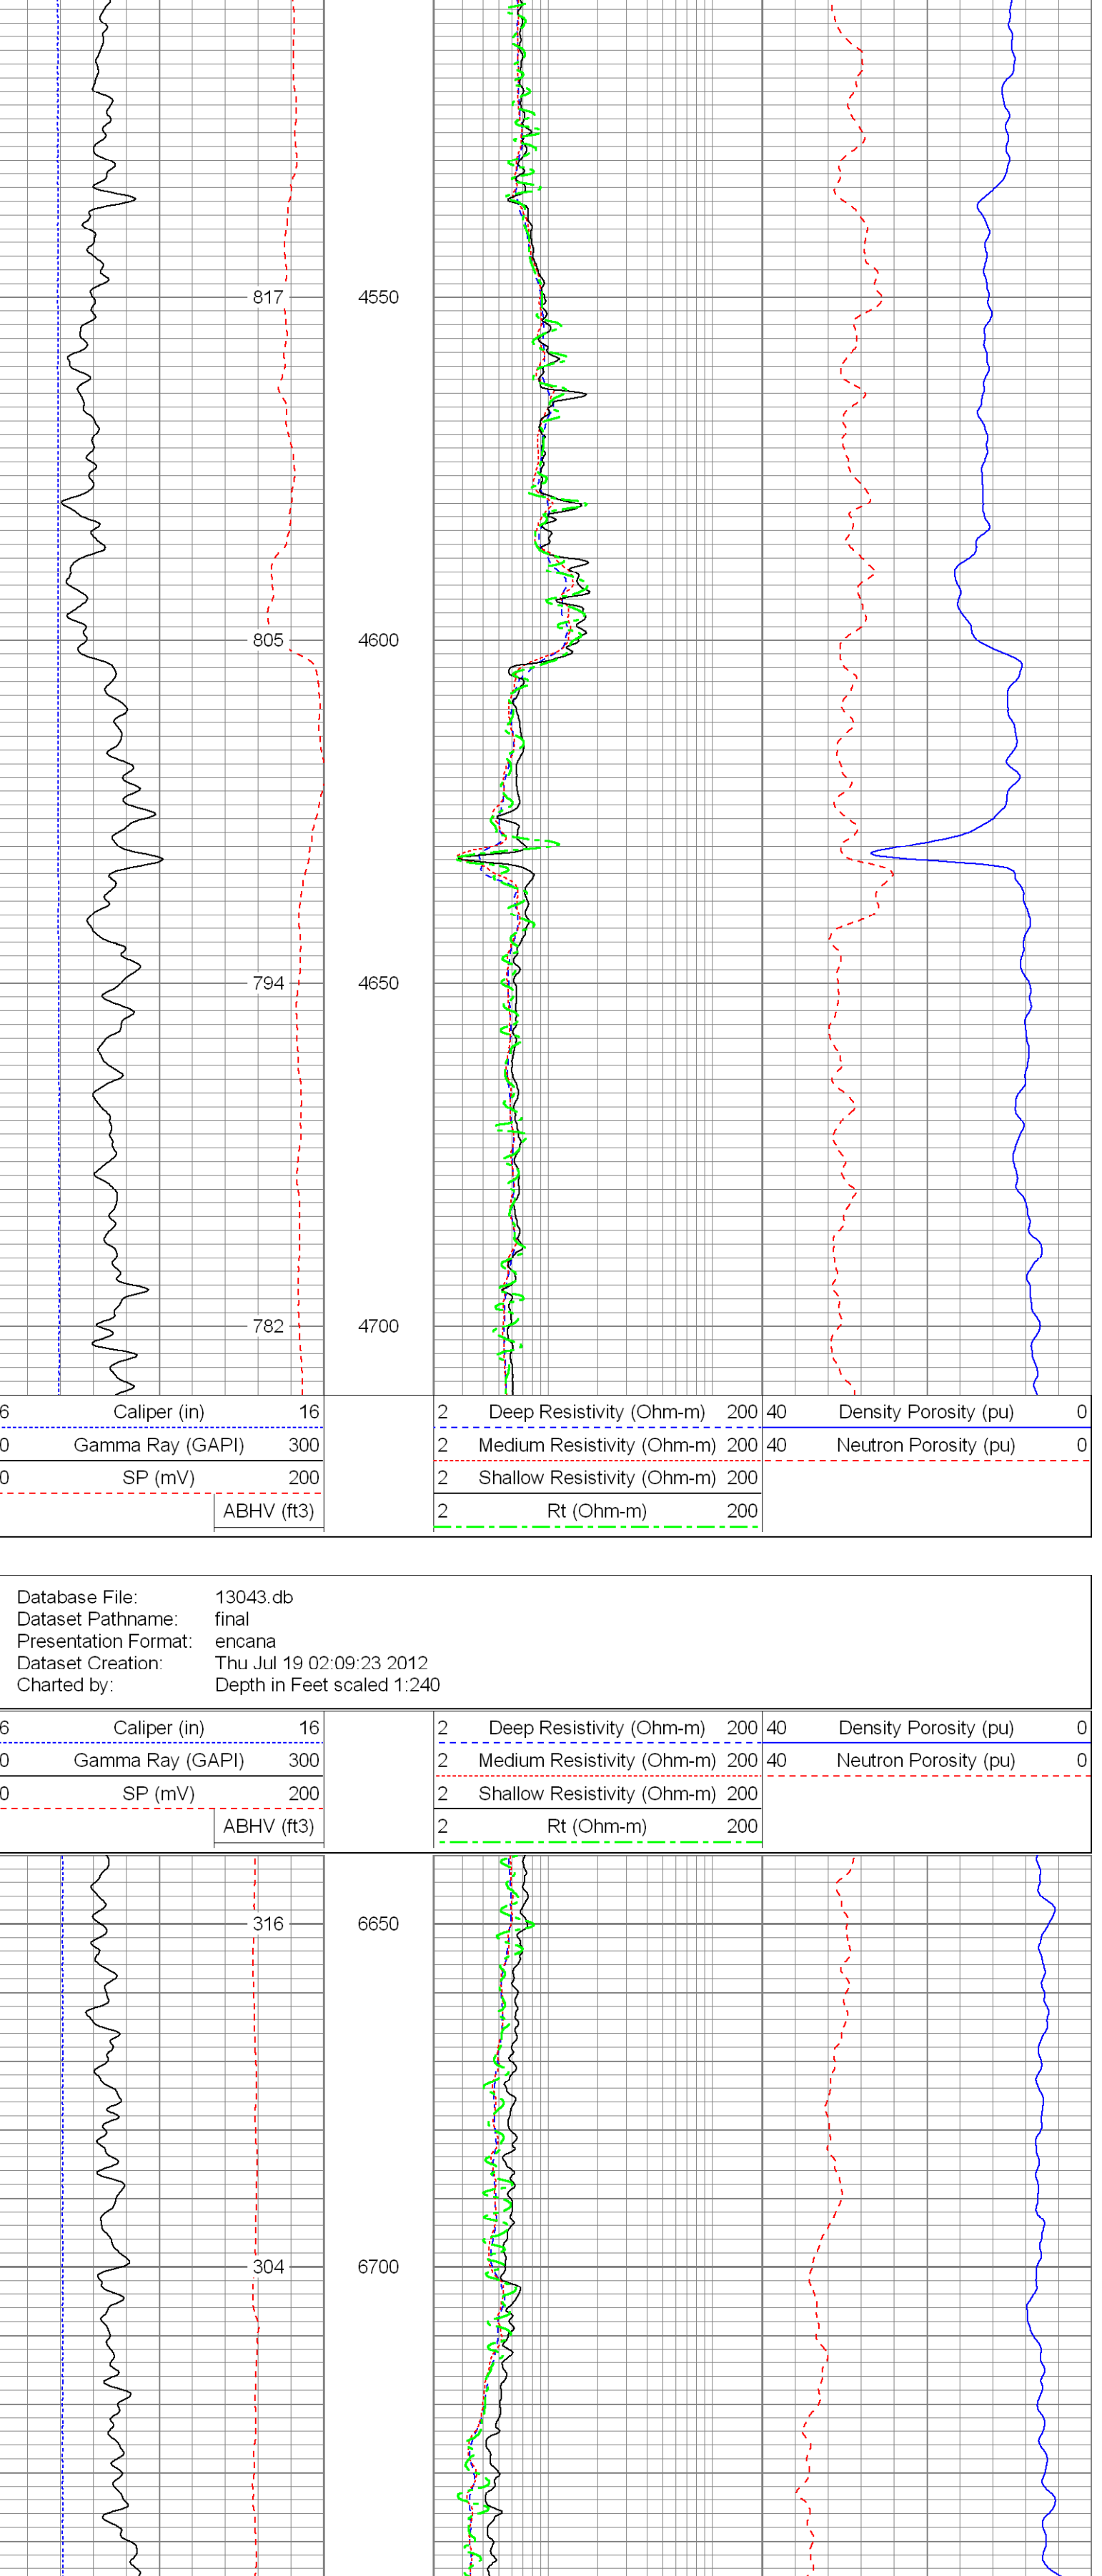 817 4550
805 4600
794 4650
782 4700
6 Caliper (in) 16 2 Deep Resistivity (Ohm-m) 200 40 Density Porosity (pu) 0
0 Gamma Ray (GAPI) 300 2 Medium Resistivity (Ohm-m) 200 40 Neutron Porosity (pu) 0
0 SP (mV) 200 2 Shallow Resistivity (Ohm-m) 200
ABHV (ft3) 2 Rt (Ohm-m) 200
Database File: 13043.db
Dataset Pathname: final
Presentation Format: encana
Dataset Creation: Thu Jul 19 02:09:23 2012
Charted by: Depth in Feet scaled 1:240
6 Caliper (in) 16 2 Deep Resistivity (Ohm-m) 200 40 Density Porosity (pu) 0
0 Gamma Ray (GAPI) 300 2 Medium Resistivity (Ohm-m) 200 40 Neutron Porosity (pu) 0
0 SP (mV) 200 2 Shallow Resistivity (Ohm-m) 200
ABHV (ft3) 2 Rt (Ohm-m) 200
316 6650
304 6700